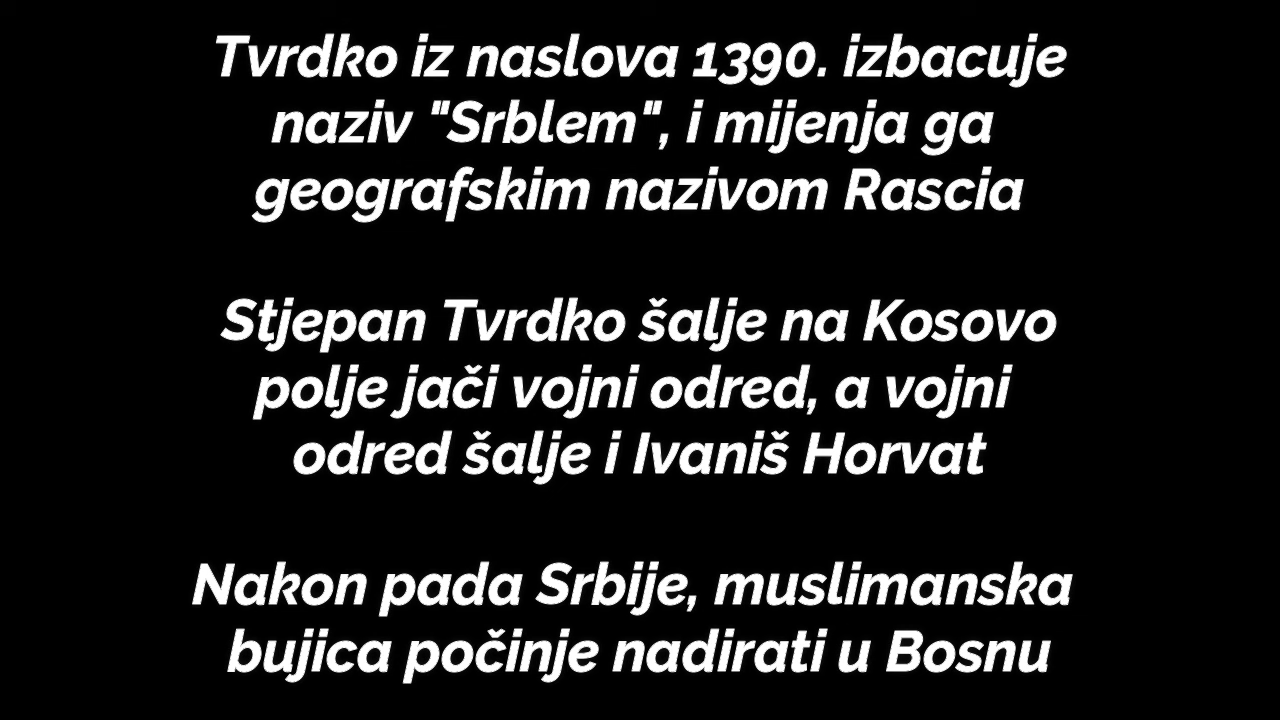 Tvrdko iz naslova 1390. izbacuje
naziv "Srblem", i mijenja ga
geografskim nazivom Rascia
Stjepan Tvrdko šalje na Kosovo
polje jači vojni odred, a vojni
odred šalje i Ivaniš Horvat
Nakon pada Srbije, muslimanska
bujica počinje nadirati u Bosnu